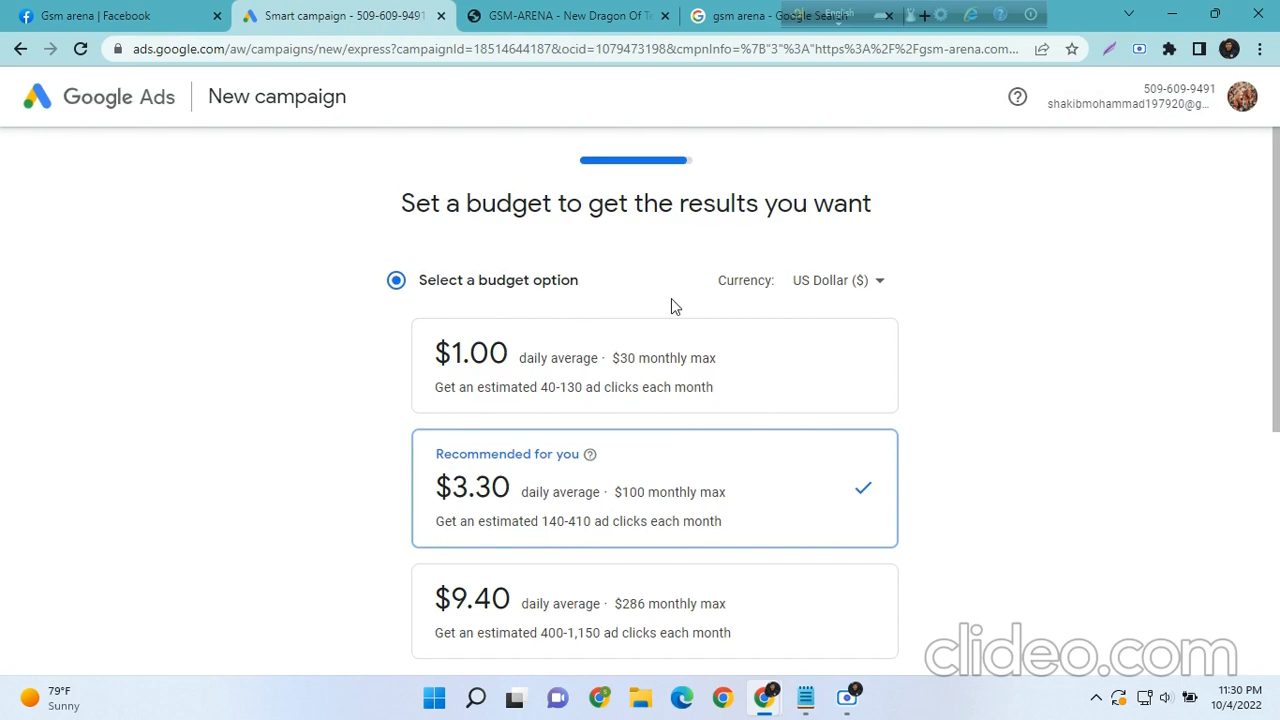 Gsm arena | Facebook
Smart campaign - 509-609-9491
GSM-ARENA - New Dragon Of Te
gsm arena - Google Search
English
ads.google.com/aw/campaigns/new/express?campaignId=18514644187&ocid=1079473198&cmpnInfo=%7B"3"%3A"https%3A%2F%2Fgsm-arena.com...
Google Ads
New campaign
509-609-9491
shakibmohammad197920@g...
Set a budget to get the results you want
Select a budget option
Currency: US Dollar ($)
$1.00 daily average · $30 monthly max
Get an estimated 40-130 ad clicks each month
Recommended for you
$3.30 daily average · $100 monthly max
Get an estimated 140-410 ad clicks each month
$9.40 daily average · $286 monthly max
Get an estimated 400-1,150 ad clicks each month
clideo.com
79°F
Sunny
11:30 PM
10/4/2022